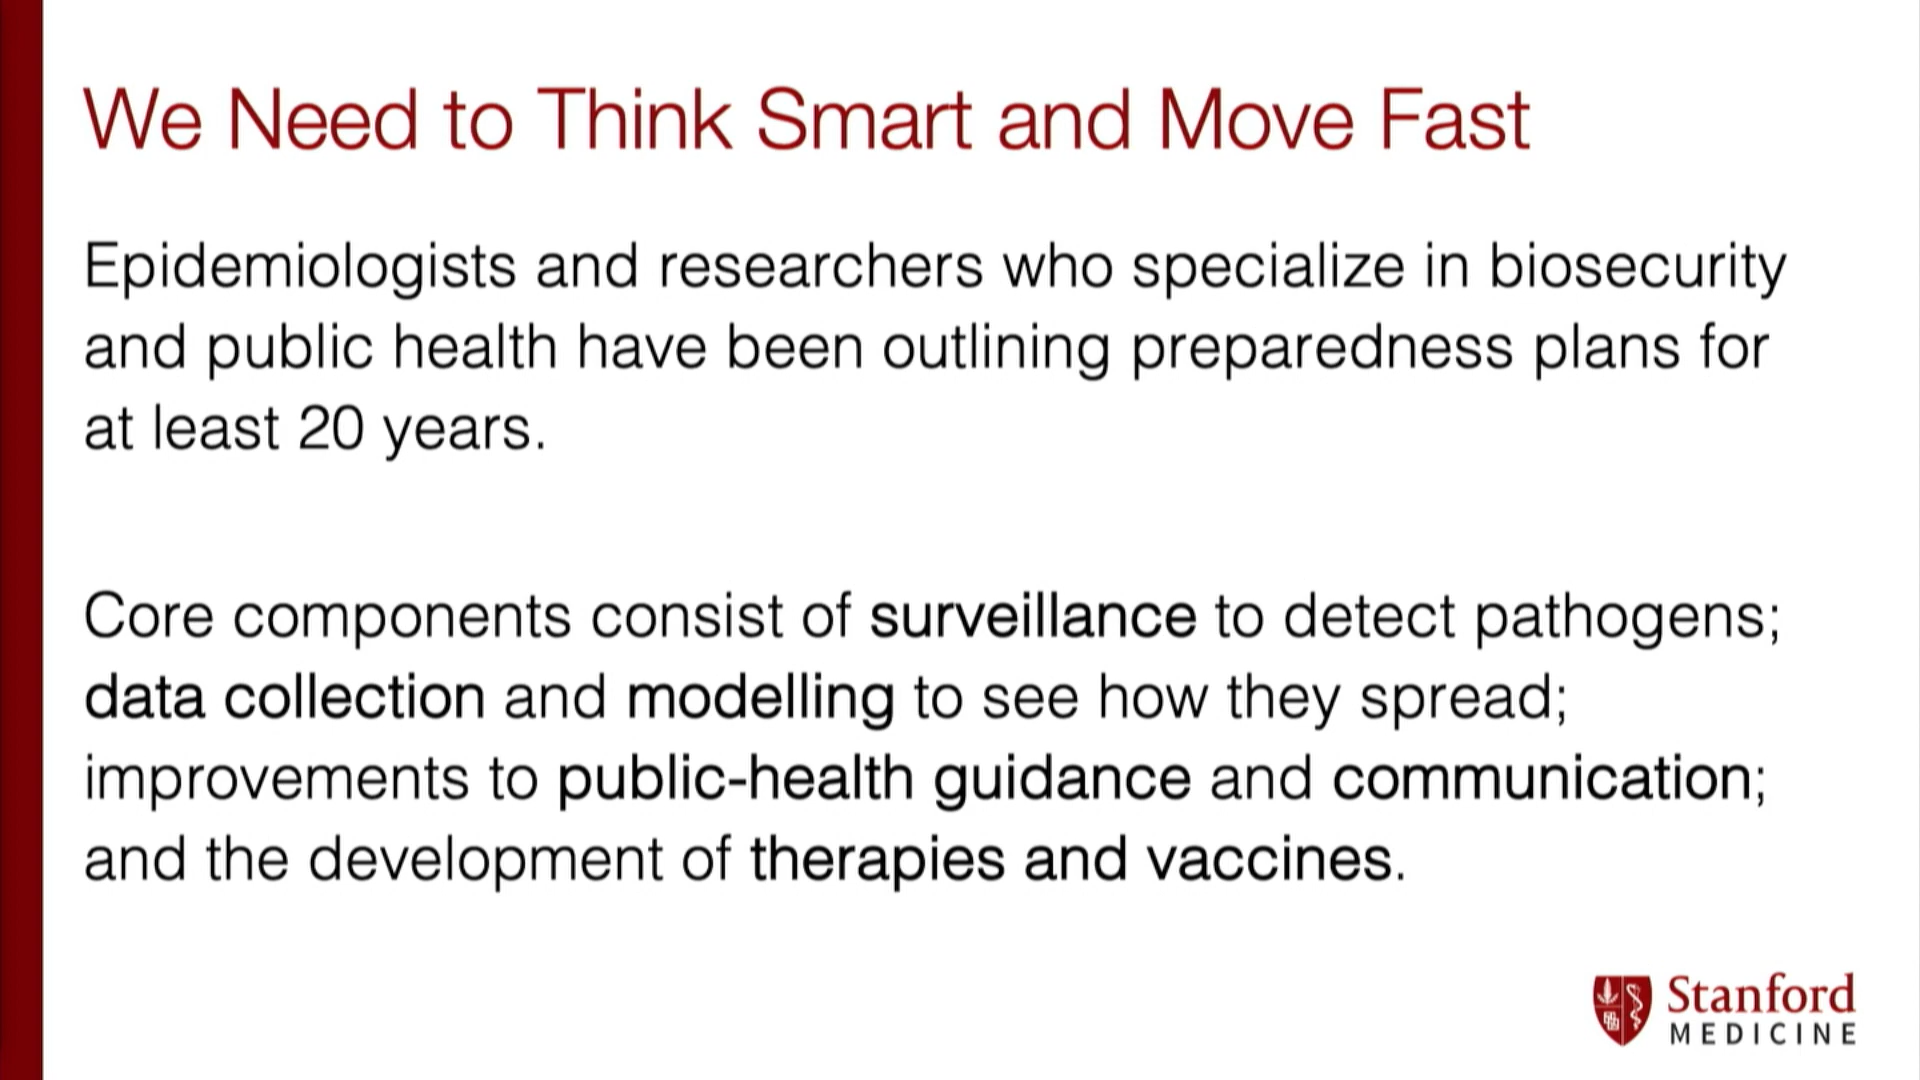 We Need to Think Smart and Move Fast
Epidemiologists and researchers who specialize in biosecurity
and public health have been outlining preparedness plans for
at least 20 years.
Core components consist of surveillance to detect pathogens;
data collection and modelling to see how they spread;
improvements to public-health guidance and communication;
and the development of therapies and vaccines.
Stanford
MEDICINE